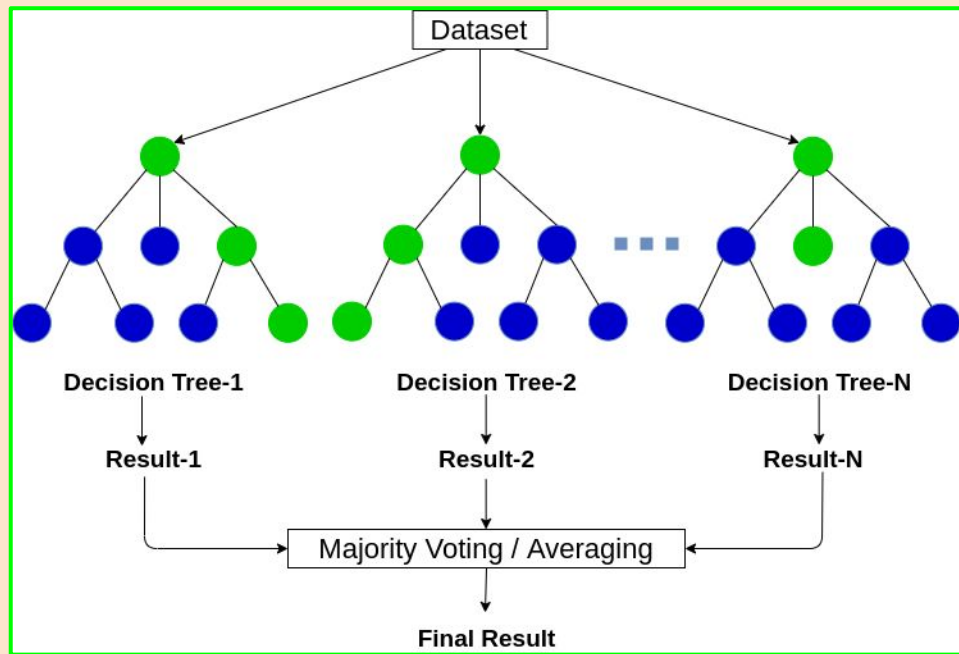 Dataset
Decision Tree-1
Decision Tree-2
Decision Tree-N
Result-1
Result-2
Result-N
Majority Voting / Averaging
Final Result